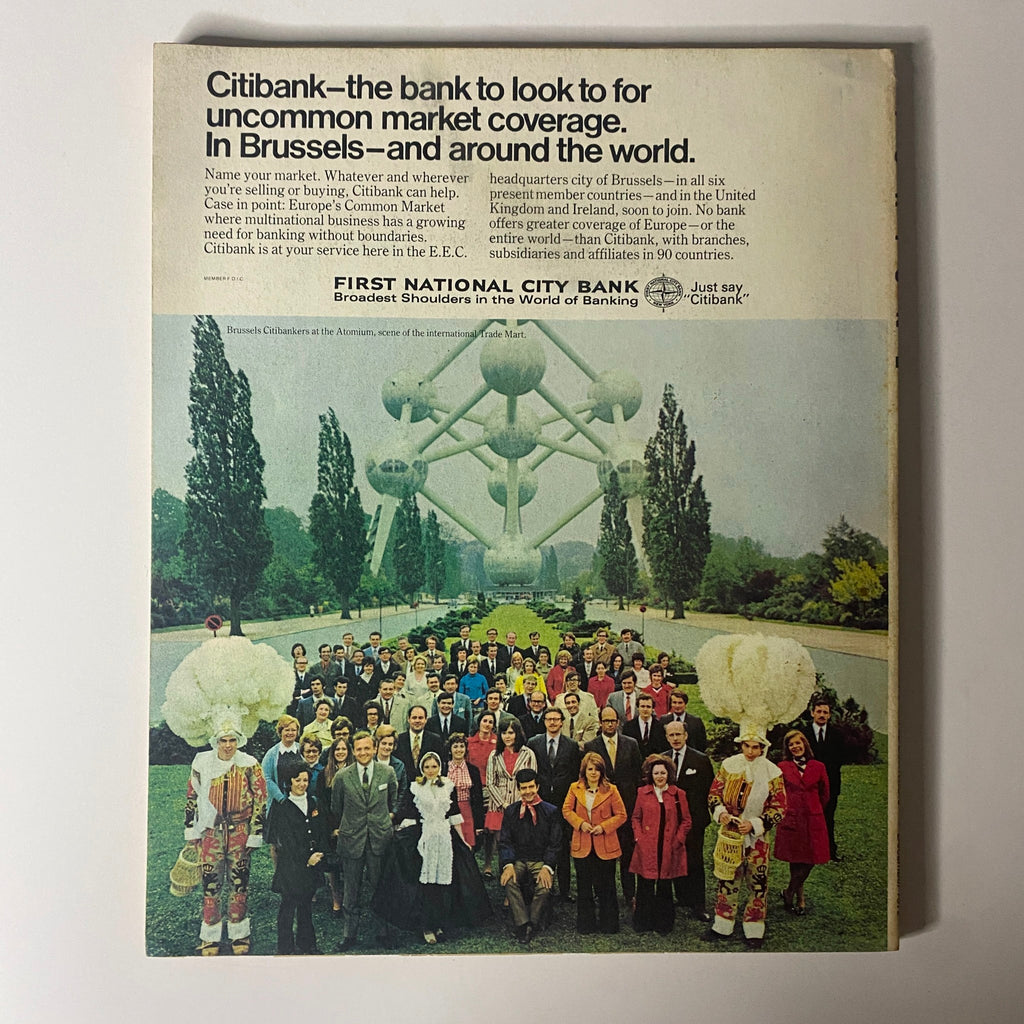 Citibank–the bank to look to for
uncommon market coverage.
In Brussels–and around the world.
Name your market. Whatever and wherever
you're selling or buying, Citibank can help.
Case in point: Europe's Common Market
where multinational business has a growing
need for banking without boundaries.
Citibank is at your service here in the E.E.C.
headquarters city of Brussels—in all six
present member countries—and in the United
Kingdom and Ireland, soon to join. No bank
offers greater coverage of Europe—or the
entire world—than Citibank, with branches,
subsidiaries and affiliates in 90 countries.
MEMBER F.D.I.C.
FIRST NATIONAL CITY BANK
Broadest Shoulders in the World of Banking
Just say
"Citibank"
Brussels Citibankers at the Atomium, scene of the international Trade Mart.